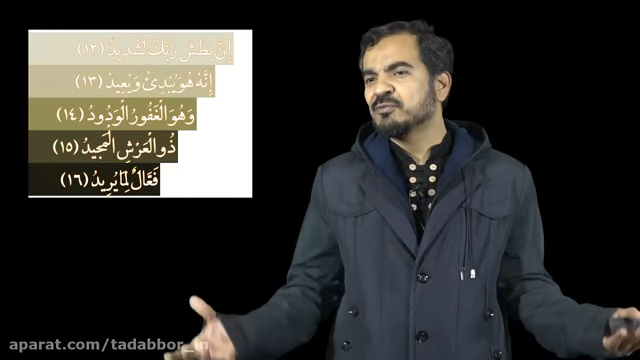 إِنَّ بَطْشَ رَبِّكَ لَشَدِيدٌ (١٢)
إِنَّهُ هُوَ يُبْدِئُ وَيُعِيدُ (١٣)
وَهُوَ الْغَفُورُ الْوَدُودُ (١٤)
ذُو الْعَرْشِ الْمَجِيدُ (١٥)
فَعَّالٌ لِّمَا يُرِيدُ (١٦)
aparat.com/tadabbor_in